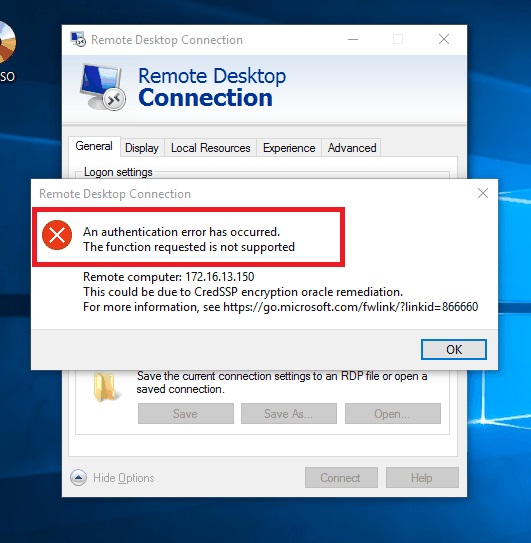 SO
Remote Desktop Connection
Remote Desktop
Connection
General Display Local Resources Experience Advanced
Logon settings
Remote Desktop Connection
An authentication error has occurred.
The function requested is not supported
Remote computer: 172.16.13.150
This could be due to CredSSP encryption oracle remediation.
For more information, see https://go.microsoft.com/fwlink/?linkid=866660
OK
Save the current connection settings to an RDP file or open a
saved connection.
Save Save As... Open...
Hide Options Connect Help